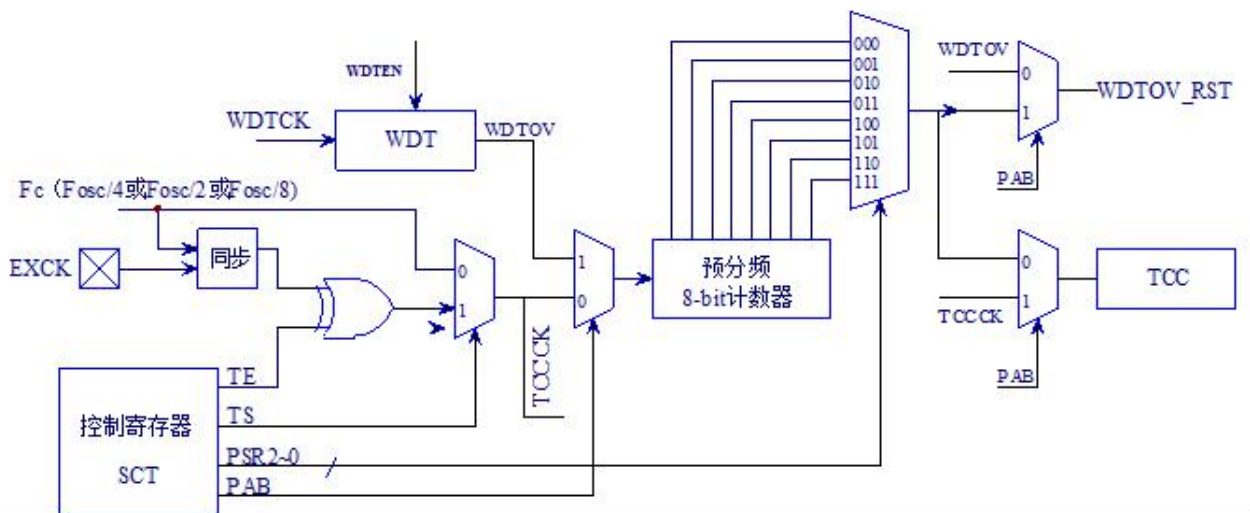 WDTEN
WDTCK
WDT
WDTOV
Fc（Fosc/4或Fosc/2或Fosc/8)
EXCK
同步
0
1
1
0
TCCCK
预分频
8-bit计数器
000
001
010
011
100
101
110
111
WDTOV
0
1
WDTOV_RST
PAB
0
1
TCCCK
TCC
PAB
控制寄存器
SCT
TE
TS
PSR2~0
PAB